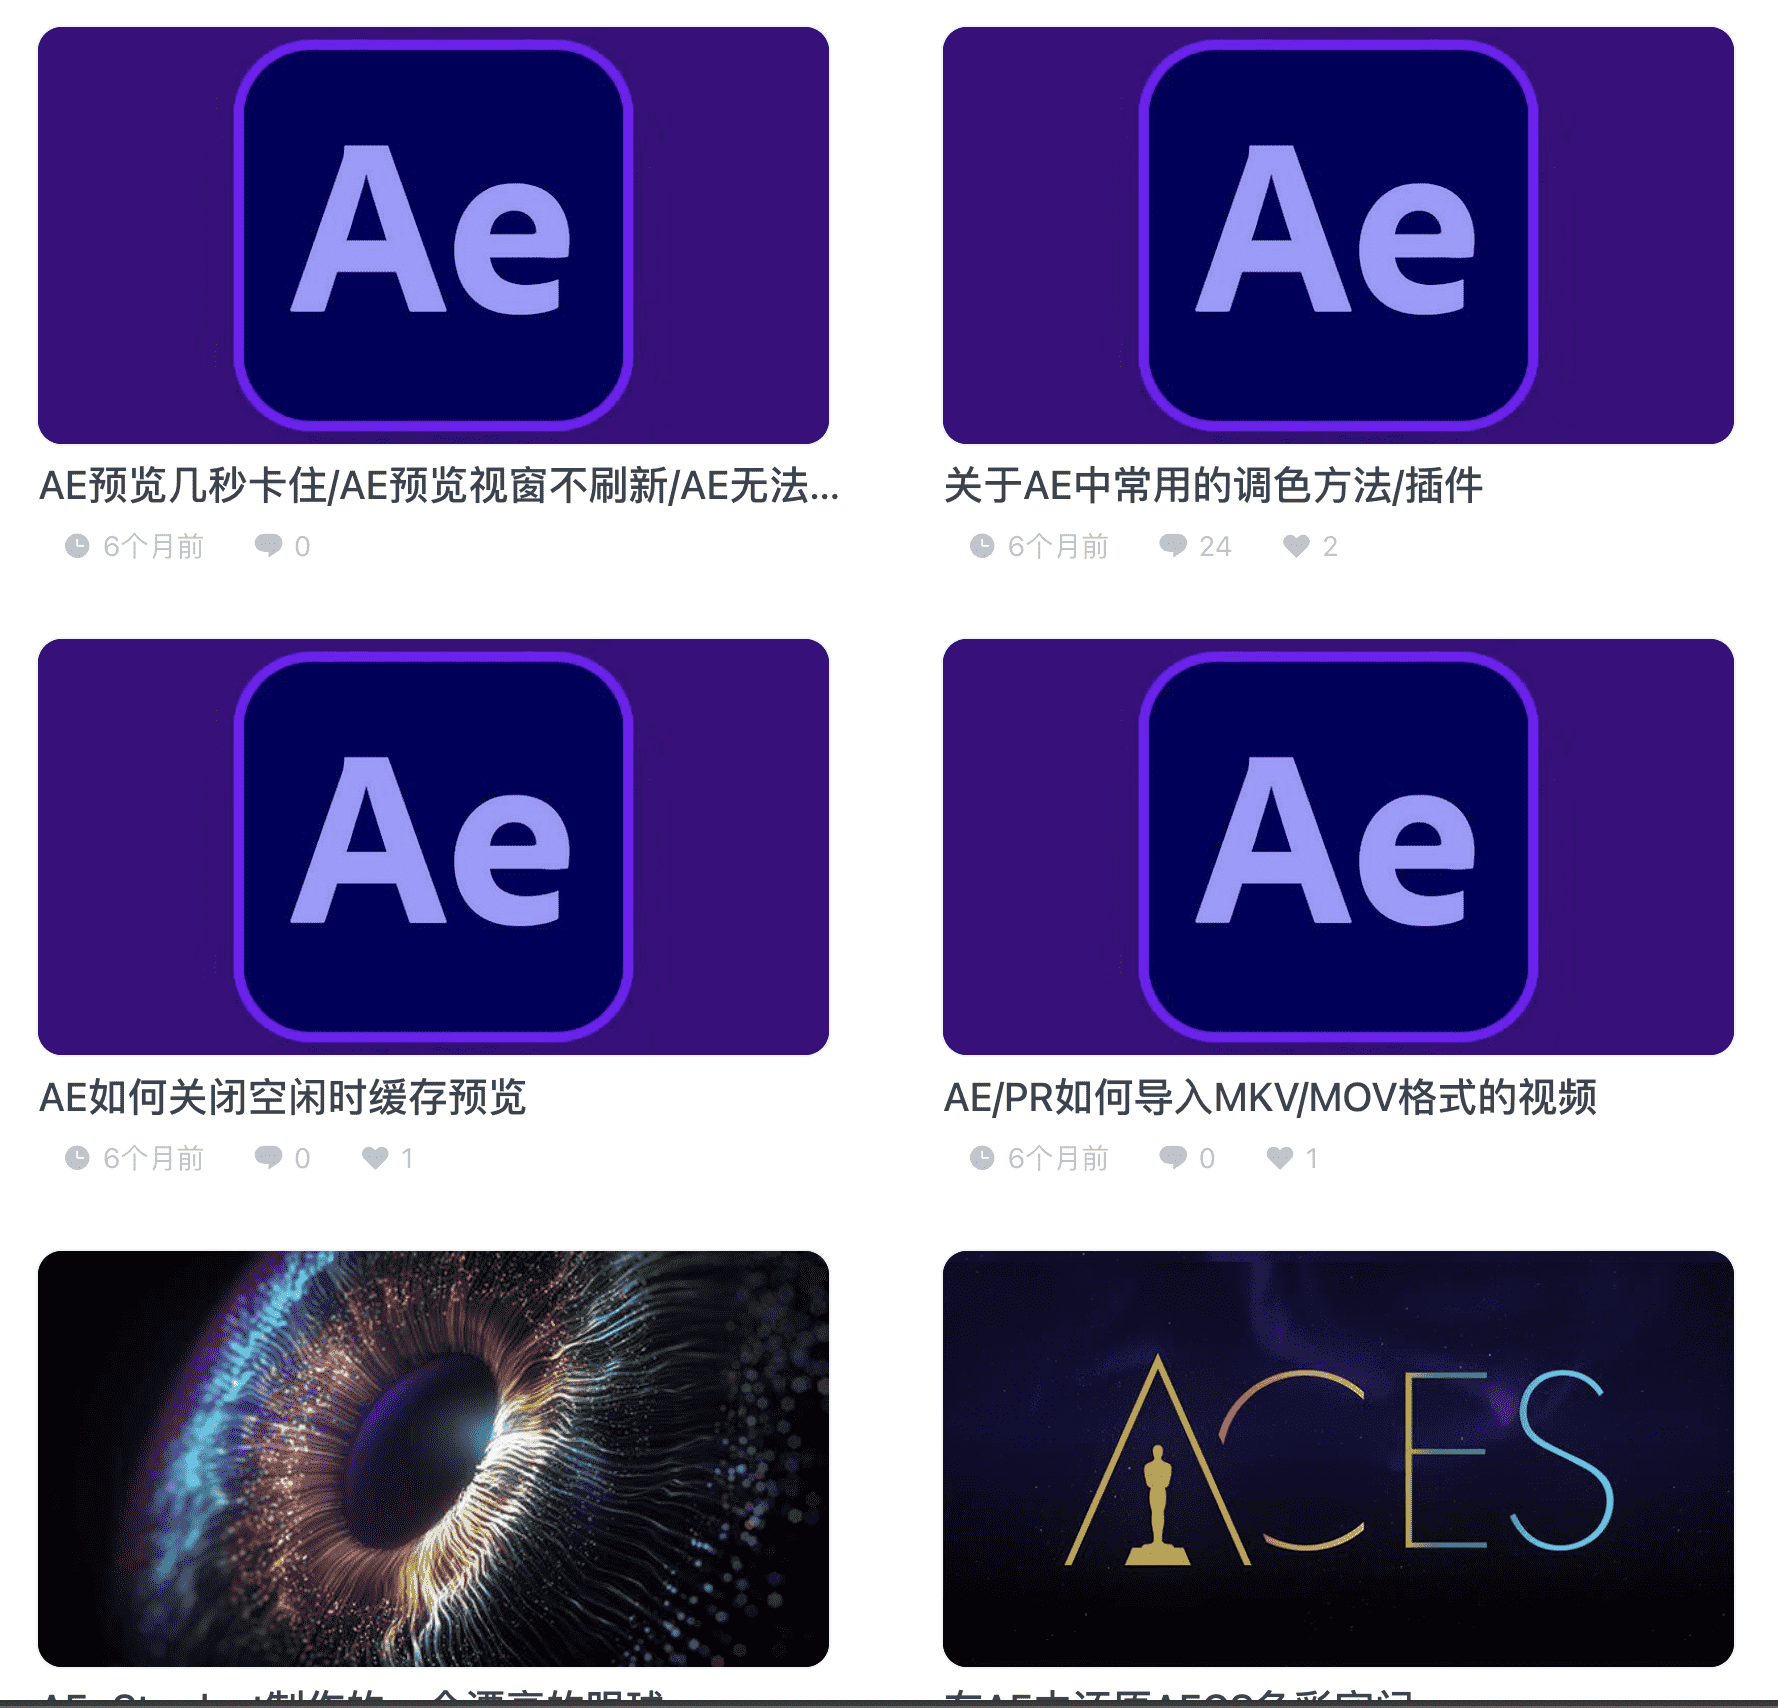 Ae
Ae
AE预览几秒卡住/AE预览视窗不刷新/AE无法...
关于AE中常用的调色方法/插件
6个月前 0
6个月前 24 2
Ae
Ae
AE如何关闭空闲时缓存预览
AE/PR如何导入MKV/MOV格式的视频
6个月前 0 1
6个月前 0 1
ACES